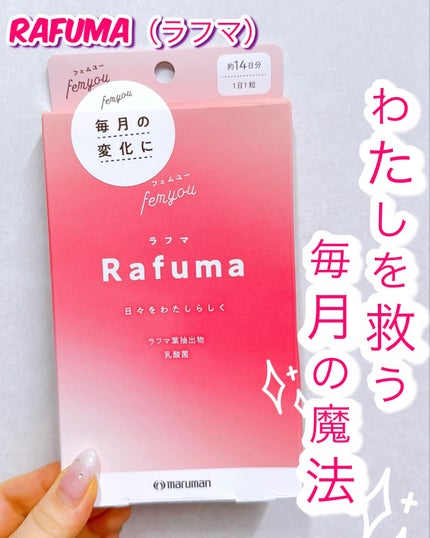 RAFUMA（ラフマ）
フェムユー
femyou
約14日分
1日1粒
femyou
毎月の
変化に
フェムユー
femyou
ラフマ
Rafuma
日々をわたしらしく
ラフマ葉抽出物
乳酸菌
maruman
わたしを救う
毎月の魔法